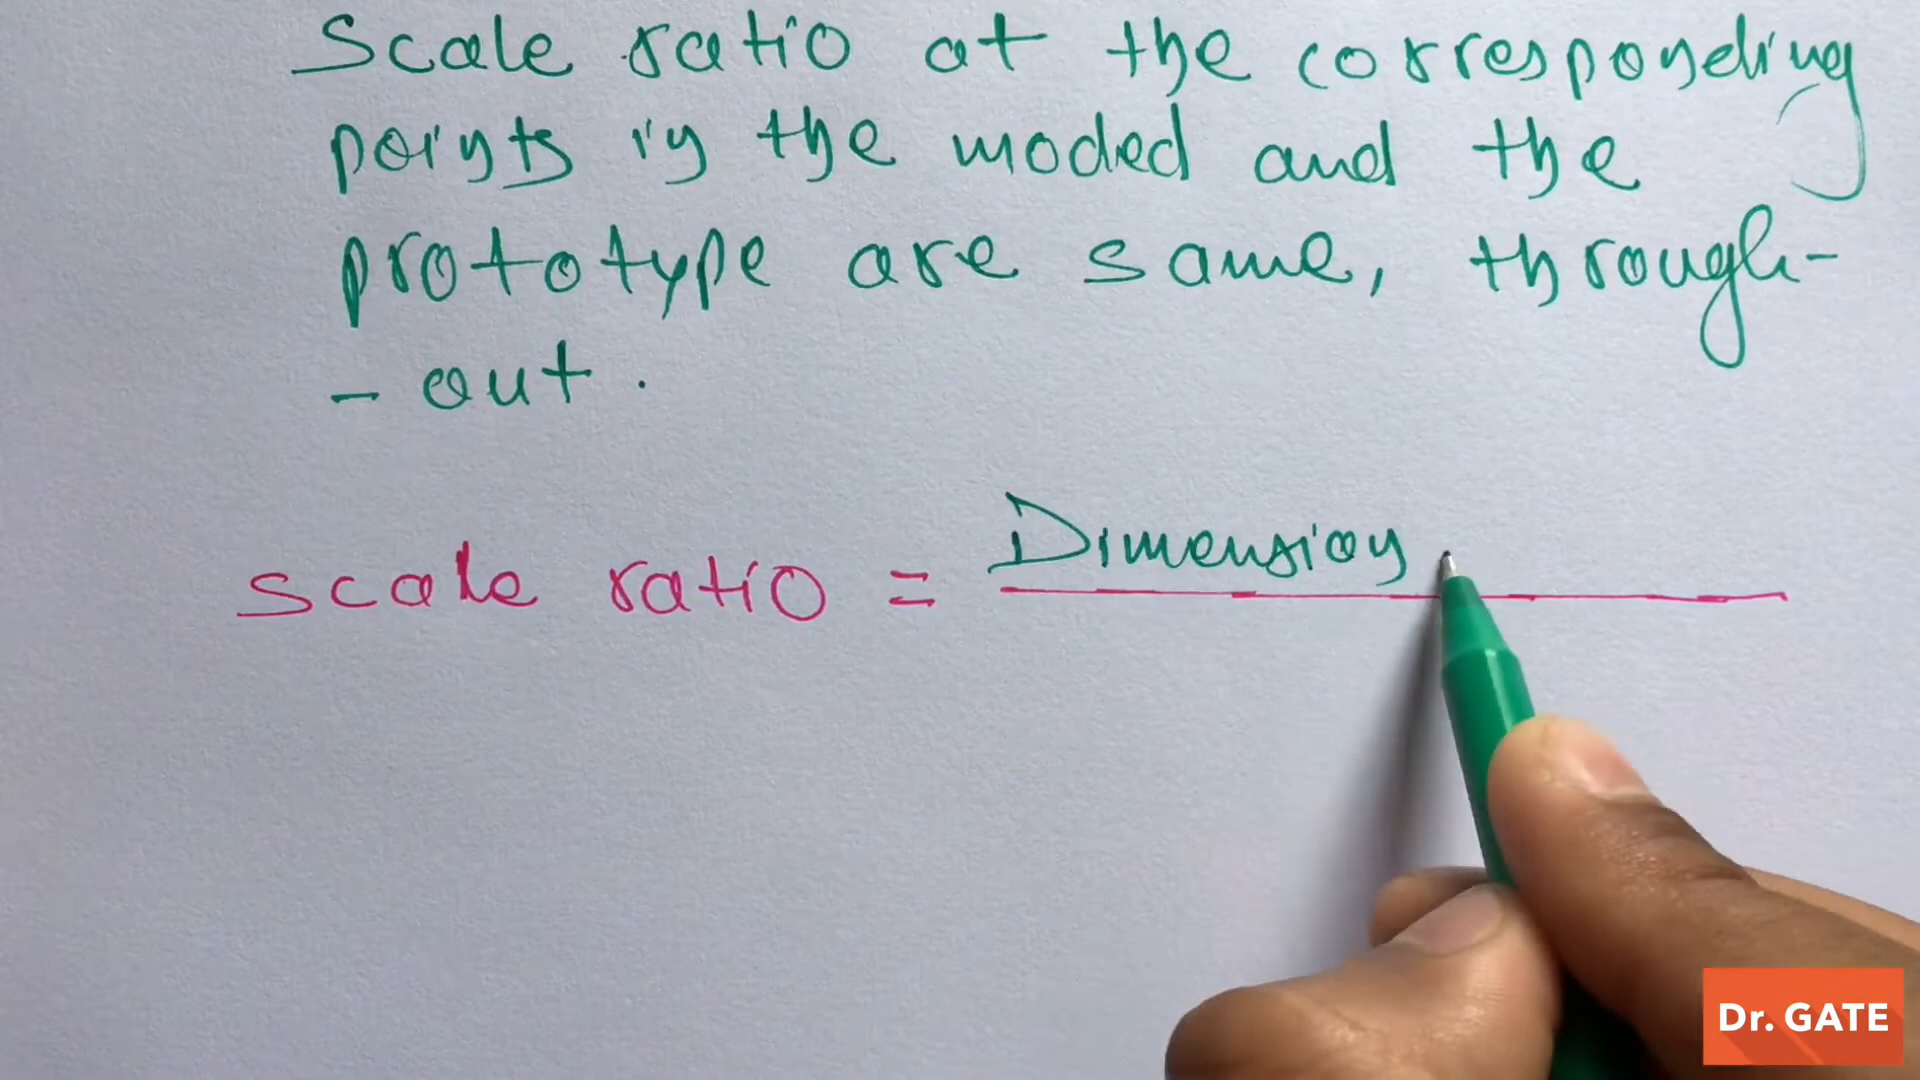 Scale ratio at the corresponding
points in the moded and the
prototype are same, through-
- out .
scale ratio = Dimension
Dr. GATE